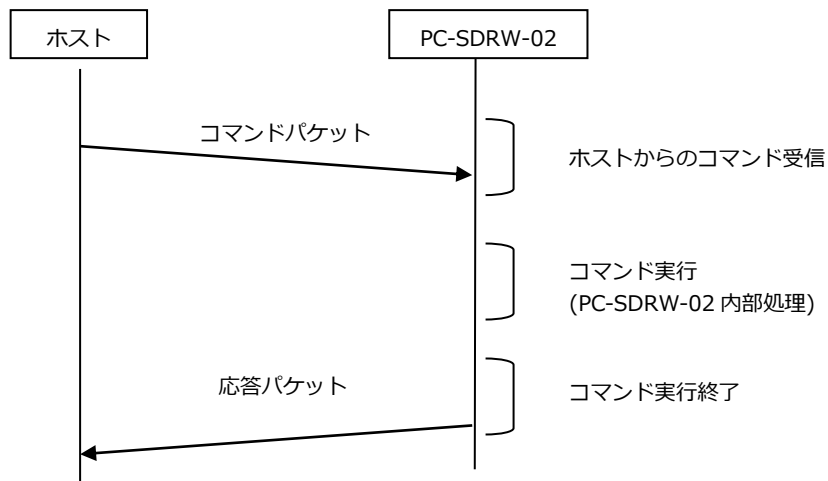 ホスト
PC-SDRW-02
コマンドパケット
ホストからのコマンド受信
コマンド実行
(PC-SDRW-02 内部処理)
応答パケット
コマンド実行終了